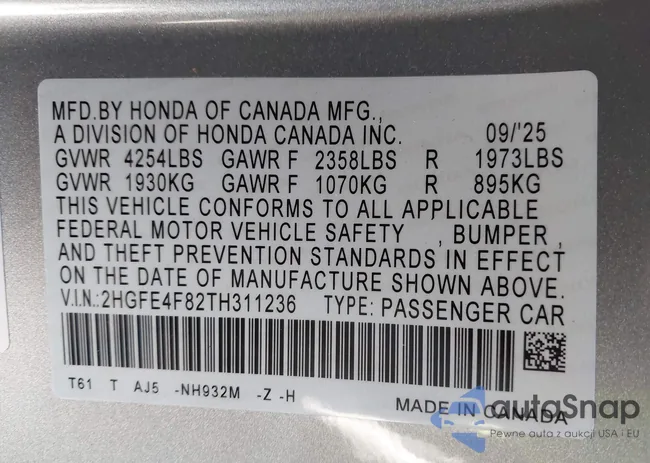 MFD.BY HONDA OF CANADA MFG.,
A DIVISION OF HONDA CANADA INC. 09/'25
GVWR 4254LBS GAWR F 2358LBS R 1973LBS
GVWR 1930KG GAWR F 1070KG R 895KG
THIS VEHICLE CONFORMS TO ALL APPLICABLE
FEDERAL MOTOR VEHICLE SAFETY , BUMPER ,
AND THEFT PREVENTION STANDARDS IN EFFECT
ON THE DATE OF MANUFACTURE SHOWN ABOVE.
V.I.N.:2HGFE4F82TH311236 TYPE: PASSENGER CAR
T61 T AJ5 -NH932M -Z -H
MADE IN CANADA
autoSnap
Pewne auta z aukcji USA i EU